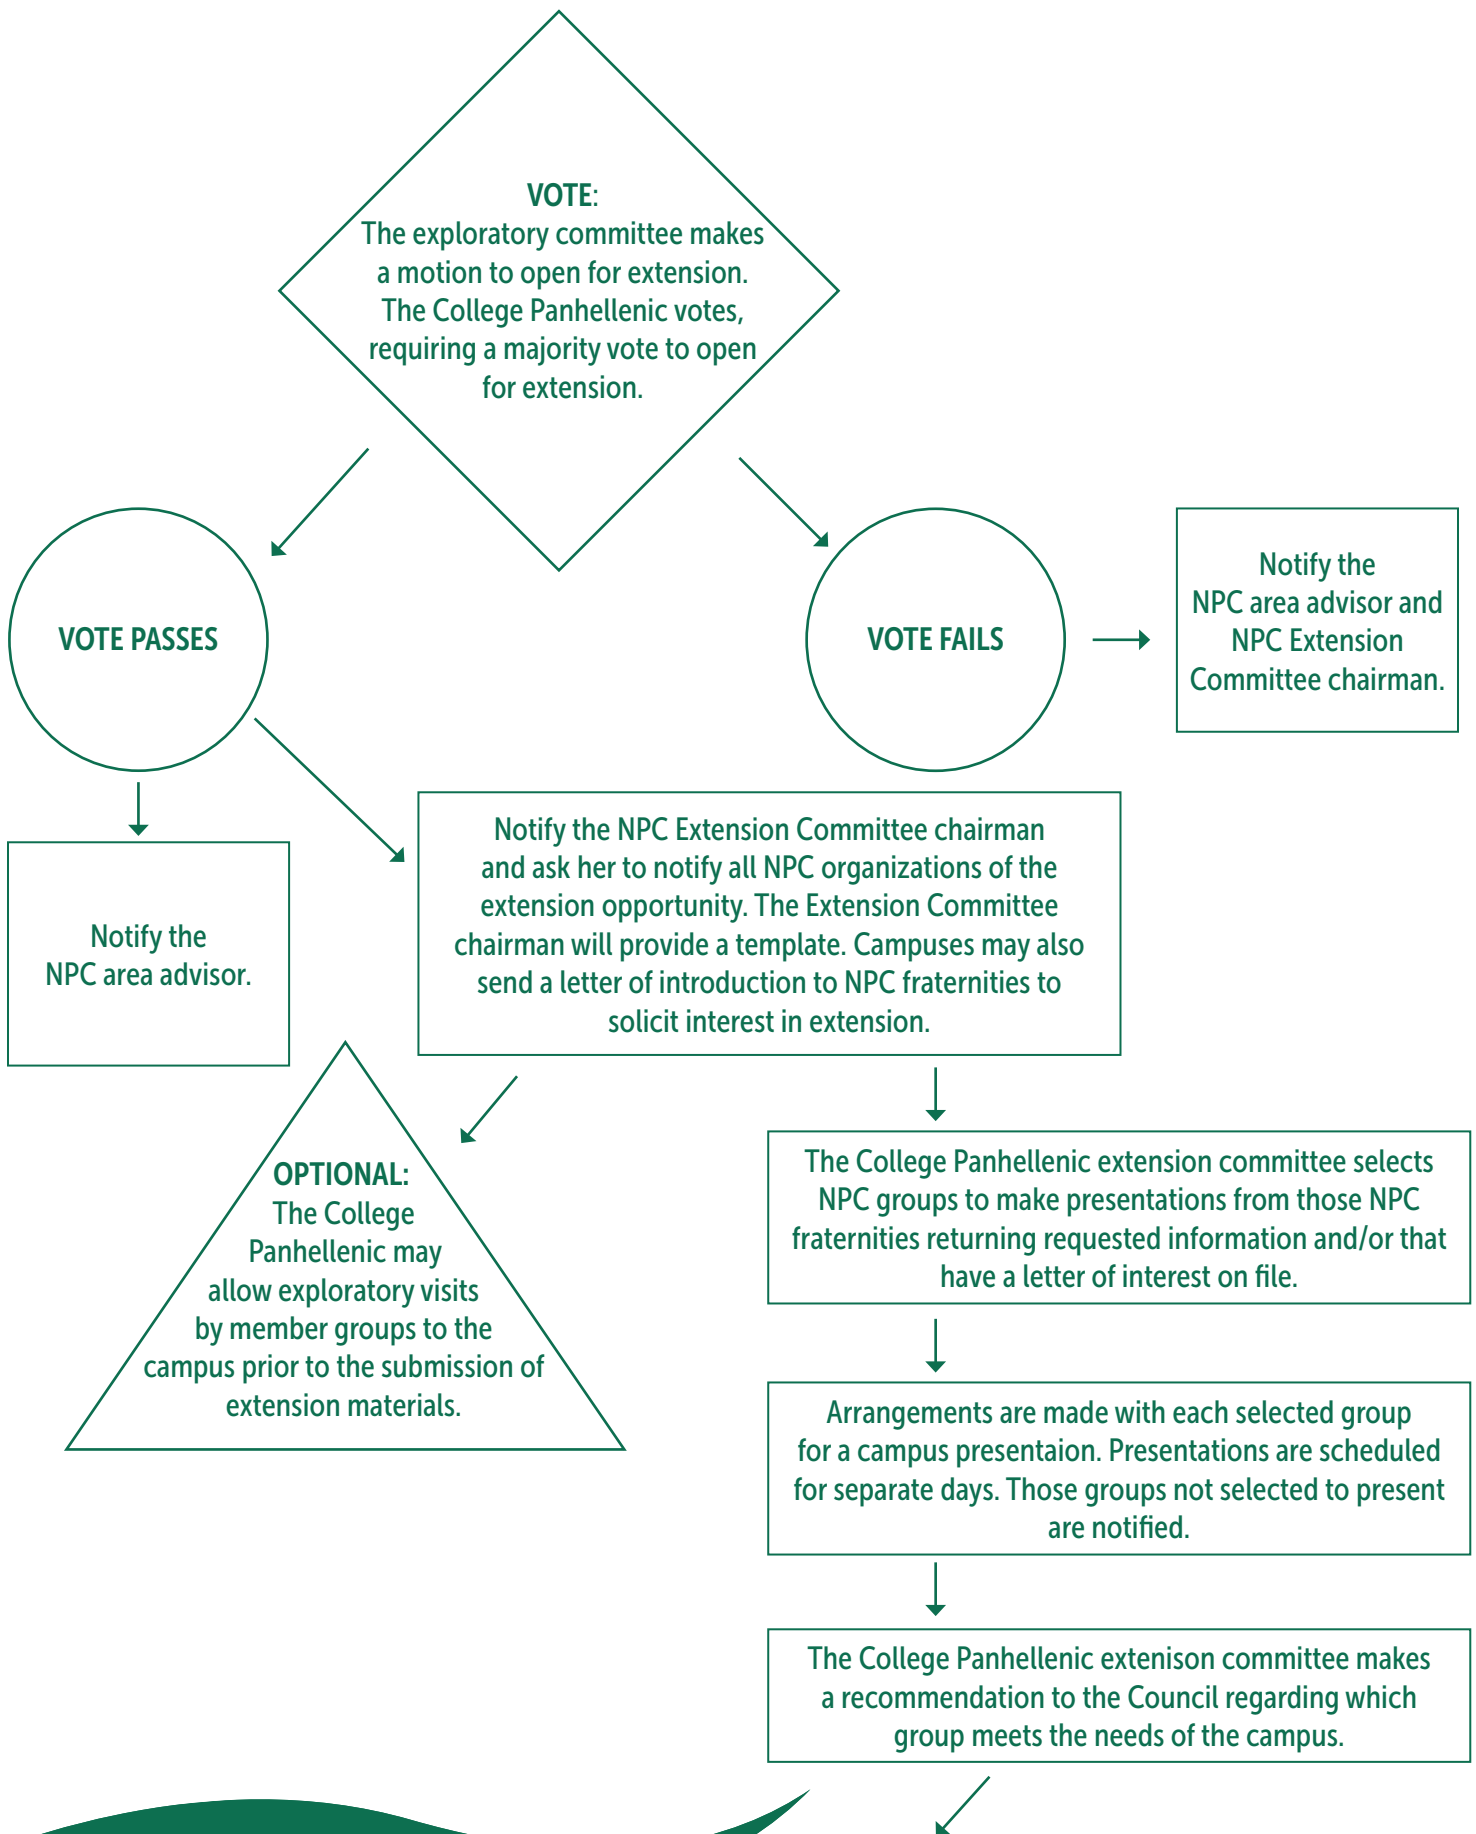 VOTE:
The exploratory committee makes
a motion to open for extension.
The College Panhellenic votes,
requiring a majority vote to open
for extension.
VOTE PASSES
VOTE FAILS
Notify the
NPC area advisor and
NPC Extension
Committee chairman.
Notify the
NPC area advisor.
Notify the NPC Extension Committee chairman
and ask her to notify all NPC organizations of the
extension opportunity. The Extension Committee
chairman will provide a template. Campuses may also
send a letter of introduction to NPC fraternities to
solicit interest in extension.
OPTIONAL:
The College
Panhellenic may
allow exploratory visits
by member groups to the
campus prior to the submission of
extension materials.
The College Panhellenic extension committee selects
NPC groups to make presentations from those NPC
fraternities returning requested information and/or that
have a letter of interest on file.
Arrangements are made with each selected group
for a campus presentaion. Presentations are scheduled
for separate days. Those groups not selected to present
are notified.
The College Panhellenic extenison committee makes
a recommendation to the Council regarding which
group meets the needs of the campus.